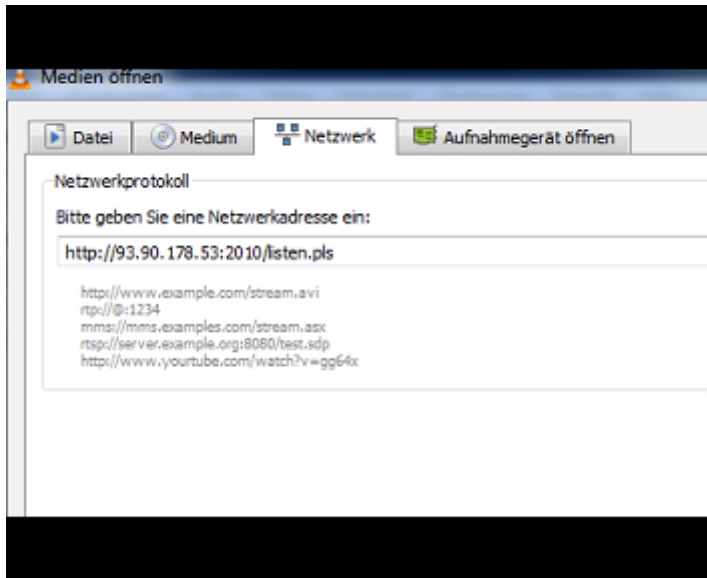 Medien öffnen
Datei Medium Netzwerk Aufnahmegerät öffnen
Netzwerkprotokoll
Bitte geben Sie eine Netzwerkadresse ein:
http://93.90.178.53:2010/listen.pls
http://www.example.com/stream.avi
rtp://@:1234
mms://mms.examples.com/stream.asx
rtsp://server.example.org:8080/test.sdp
http://www.yourtube.com/watch?v=gg64x